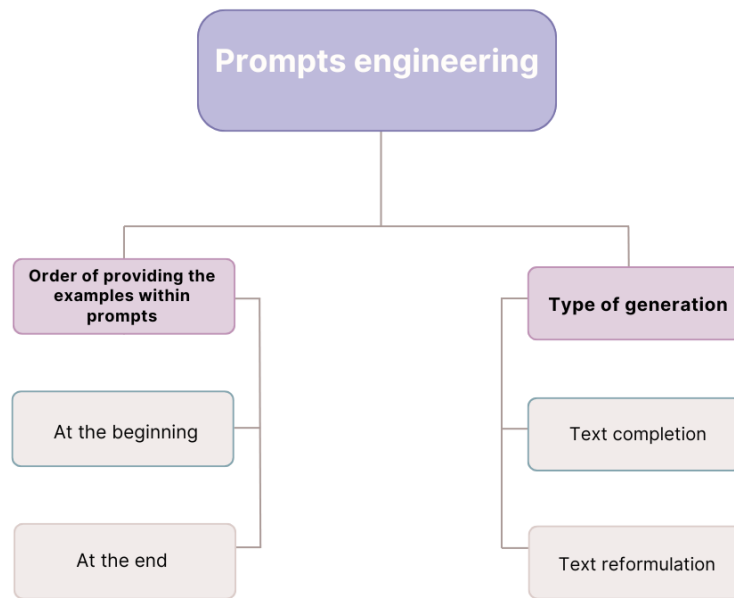 Prompts engineering
Order of providing the
examples within
prompts
Type of generation
At the beginning
Text completion
At the end
Text reformulation